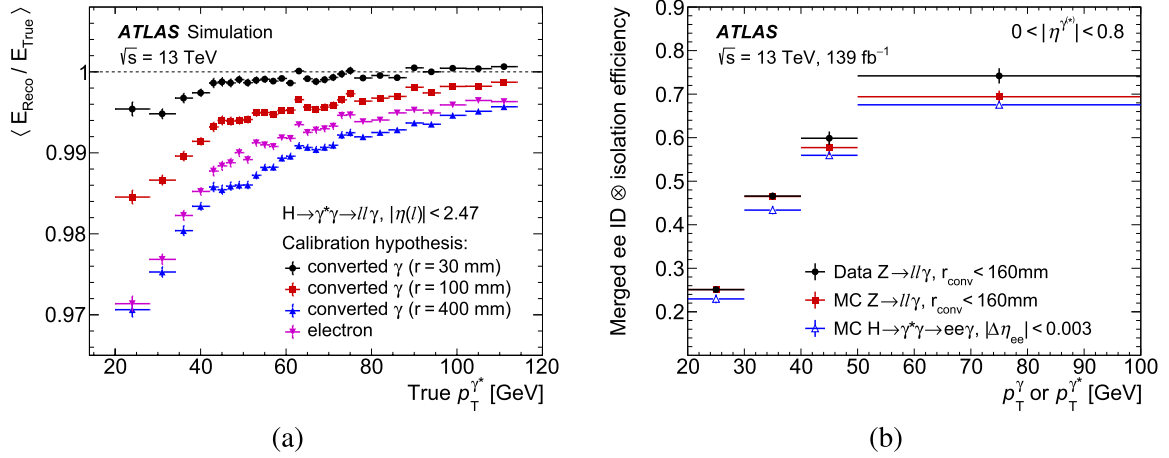 ⟨ E_Reco / E_True ⟩
ATLAS Simulation
√s = 13 TeV
1
0.99
0.98
0.97
H→γ*γ→llγ, |η(l)| < 2.47
Calibration hypothesis:
converted γ (r = 30 mm)
converted γ (r = 100 mm)
converted γ (r = 400 mm)
electron
20 40 60 80 100 120
True p_T^γ* [GeV]
(a)
Merged ee ID ⊗ isolation efficiency
0.9
0.8
0.7
0.6
0.5
0.4
0.3
0.2
ATLAS
√s = 13 TeV, 139 fb⁻¹
0 < |η^γ(*)| < 0.8
Data Z→llγ, r_conv < 160mm
MC Z→llγ, r_conv < 160mm
MC H→γ*γ→eeγ, |Δη_ee| < 0.003
20 30 40 50 60 70 80 90 100
p_T^γ or p_T^γ* [GeV]
(b)